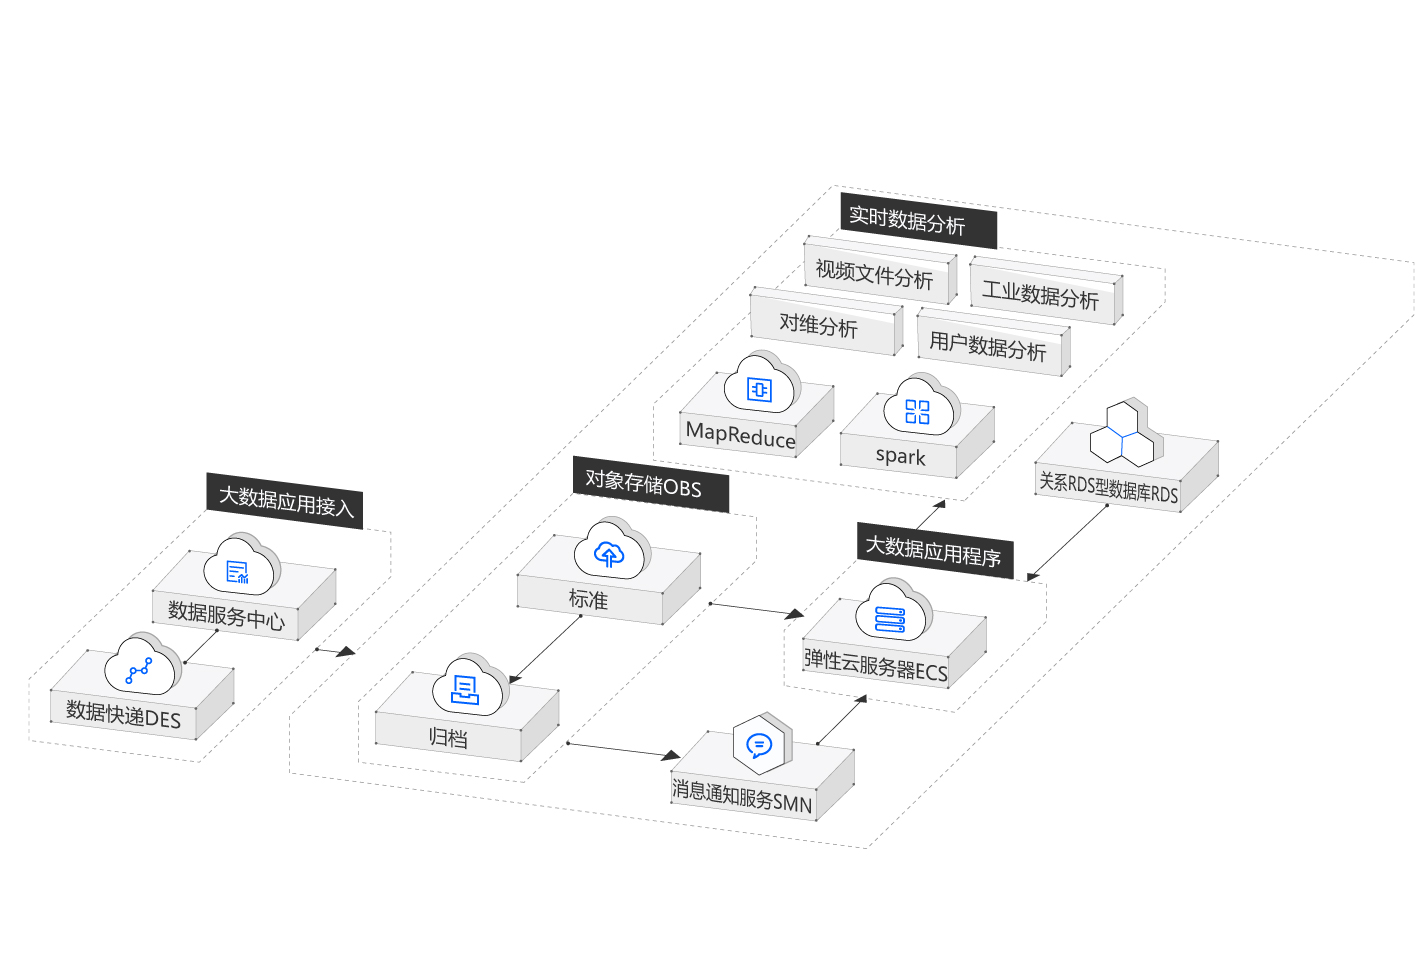 实时数据分析
视频文件分析
工业数据分析
对维分析
用户数据分析
MapReduce
spark
关系RDS型数据库RDS
大数据应用接入
数据服务中心
数据快递DES
对象存储OBS
标准
归档
大数据应用程序
弹性云服务器ECS
消息通知服务SMN